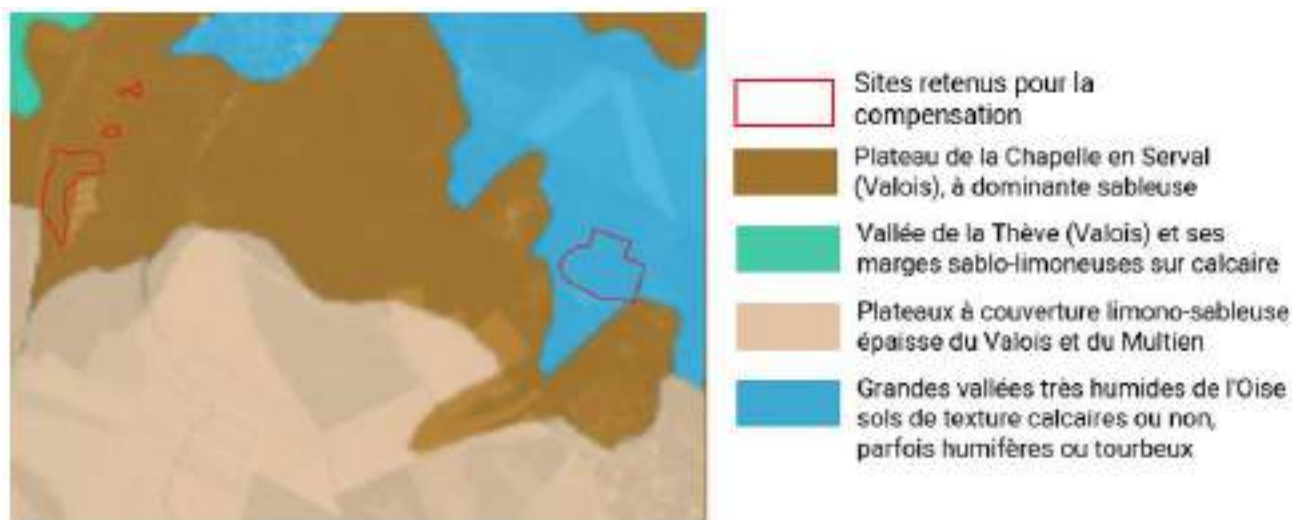 Sites retenus pour la
compensation
Plateau de la Chapelle en Serval
(Valois), à dominante sableuse
Vallée de la Thève (Valois) et ses
marges sablo-limoneuses sur calcaire
Plateaux à couverture limono-sableuse
épaisse du Valois et du Multien
Grandes vallées très humides de l'Oise
sols de texture calcaires ou non,
parfois humifères ou tourbeux